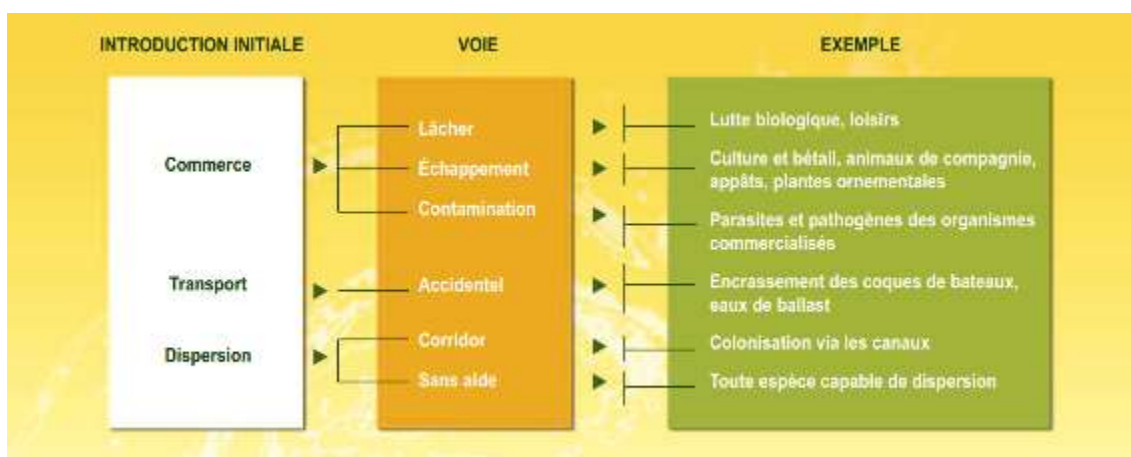 INTRODUCTION INITIALE
VOIE
EXEMPLE
Commerce
Lâcher
Échappement
Contamination
Lutte biologique, loisirs
Culture et bétail, animaux de compagnie,
appâts, plantes ornementales
Parasites et pathogènes des organismes
commercialisés
Transport
Accidentel
Encrassement des coques de bateaux,
eaux de ballast
Dispersion
Corridor
Sans aide
Colonisation via les canaux
Toute espèce capable de dispersion